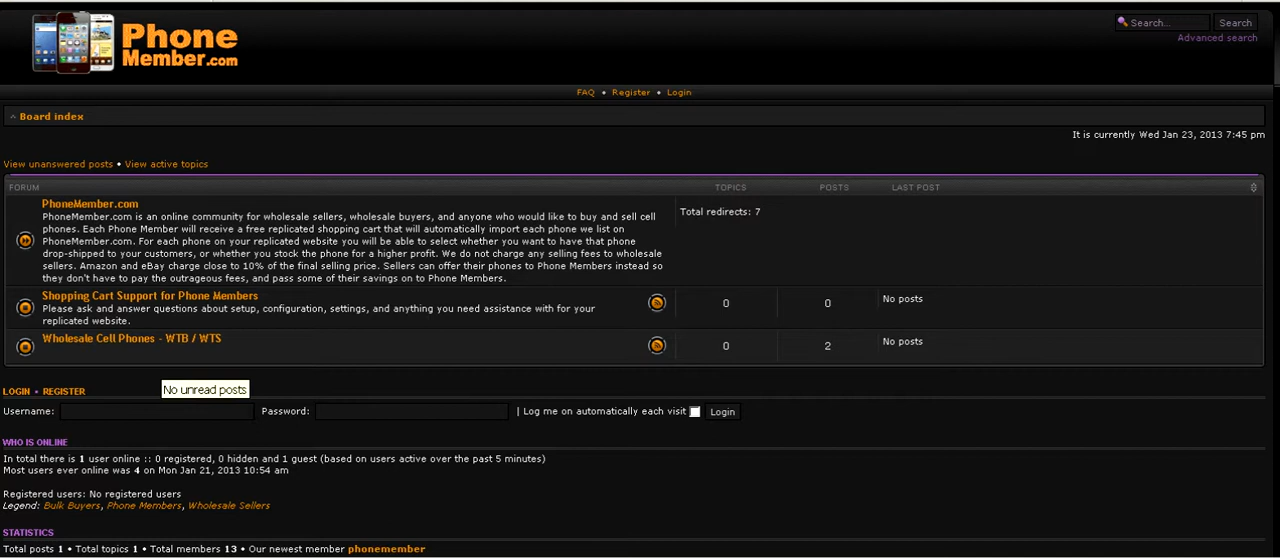 Phone
Member.com
Search...
Search
Advanced search
FAQ • Register • Login
Board index
It is currently Wed Jan 23, 2013 7:45 pm
View unanswered posts • View active topics
FORUM TOPICS POSTS LAST POST
PhoneMember.com
PhoneMember.com is an online community for wholesale sellers, wholesale buyers, and anyone who would like to buy and sell cell
phones. Each Phone Member will receive a free replicated shopping cart that will automatically import each phone we list on
PhoneMember.com. For each phone on your replicated website you will be able to select whether you want to have that phone
drop-shipped to your customers, or whether you stock the phone for a higher profit. We do not charge any selling fees to wholesale
sellers. Amazon and eBay charge close to 10% of the final selling price. Sellers can offer their phones to Phone Members instead so
they don't have to pay the outrageous fees, and pass some of their savings on to Phone Members.
Total redirects: 7
Shopping Cart Support for Phone Members
Please ask and answer questions about setup, configuration, settings, and anything you need assistance with for your
replicated website.
0 0 No posts
Wholesale Cell Phones - WTB / WTS
0 2 No posts
LOGIN • REGISTER
No unread posts
Username: Password: | Log me on automatically each visit Login
WHO IS ONLINE
In total there is 1 user online :: 0 registered, 0 hidden and 1 guest (based on users active over the past 5 minutes)
Most users ever online was 4 on Mon Jan 21, 2013 10:54 am
Registered users: No registered users
Legend: Bulk Buyers, Phone Members, Wholesale Sellers
STATISTICS
Total posts 1 • Total topics 1 • Total members 13 • Our newest member phonemember